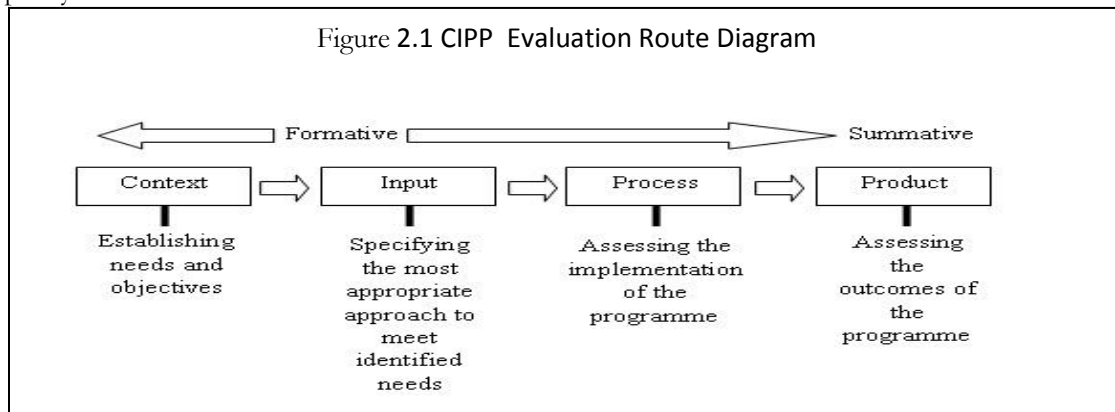 Figure 2.1 CIPP Evaluation Route Diagram
Formative
Summative
Context
Input
Process
Product
Establishing
needs and
objectives
Specifying
the most
appropriate
approach to
meet
identified
needs
Assessing the
implementation
of the
programme
Assessing
the
outcomes of
the
programme